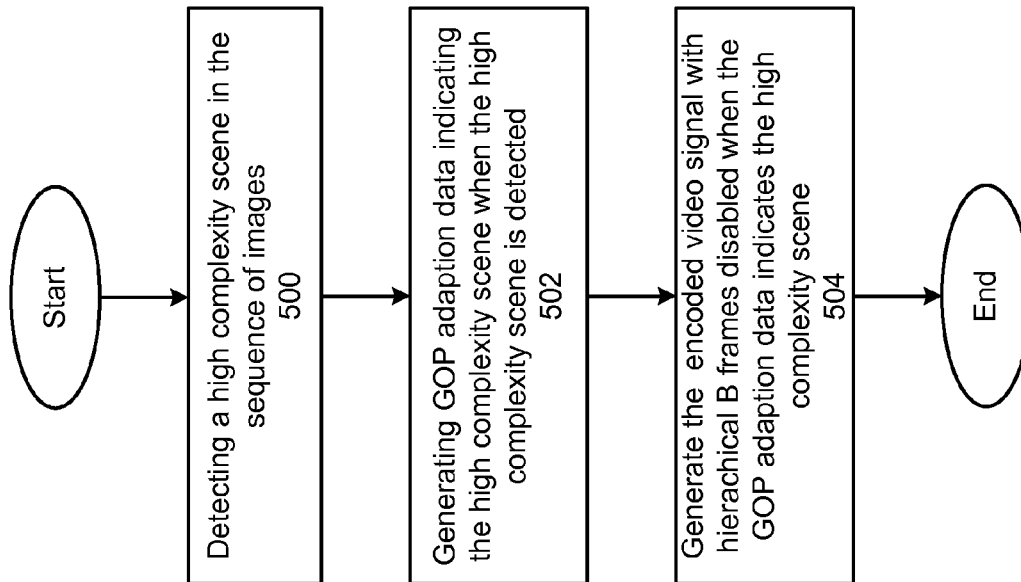 Start
Detecting a high complexity scene in the
sequence of images
500
Generating GOP adaption data indicating
the high complexity scene when the high
complexity scene is detected
502
Generate the encoded video signal with
hierachical B frames disabled when the
GOP adaption data indicates the high
complexity scene
504
End